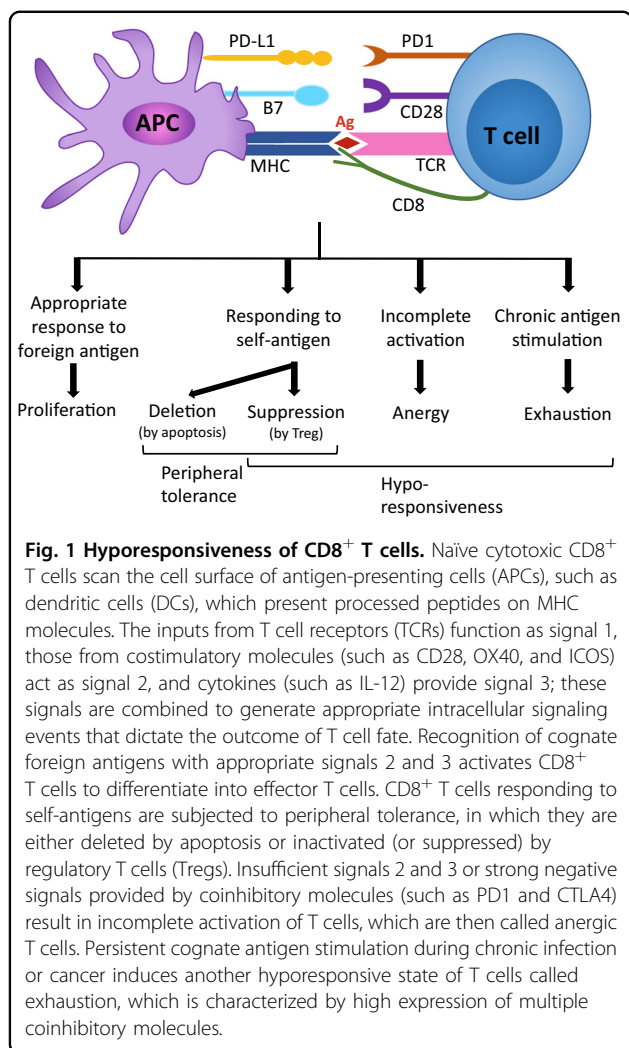 PD-L1 PD1
B7 CD28
APC Ag T cell
MHC TCR
CD8
Appropriate
response to
foreign antigen
Responding to
self-antigen
Incomplete
activation
Chronic antigen
stimulation
Proliferation
Deletion
(by apoptosis)
Suppression
(by Treg)
Anergy
Exhaustion
Peripheral
tolerance
Hypo-
responsiveness
Fig. 1 Hyporesponsiveness of CD8⁺ T cells. Naïve cytotoxic CD8⁺
T cells scan the cell surface of antigen-presenting cells (APCs), such as
dendritic cells (DCs), which present processed peptides on MHC
molecules. The inputs from T cell receptors (TCRs) function as signal 1,
those from costimulatory molecules (such as CD28, OX40, and ICOS)
act as signal 2, and cytokines (such as IL-12) provide signal 3; these
signals are combined to generate appropriate intracellular signaling
events that dictate the outcome of T cell fate. Recognition of cognate
foreign antigens with appropriate signals 2 and 3 activates CD8⁺
T cells to differentiate into effector T cells. CD8⁺ T cells responding to
self-antigens are subjected to peripheral tolerance, in which they are
either deleted by apoptosis or inactivated (or suppressed) by
regulatory T cells (Tregs). Insufficient signals 2 and 3 or strong negative
signals provided by coinhibitory molecules (such as PD1 and CTLA4)
result in incomplete activation of T cells, which are then called anergic
T cells. Persistent cognate antigen stimulation during chronic infection
or cancer induces another hyporesponsive state of T cells called
exhaustion, which is characterized by high expression of multiple
coinhibitory molecules.